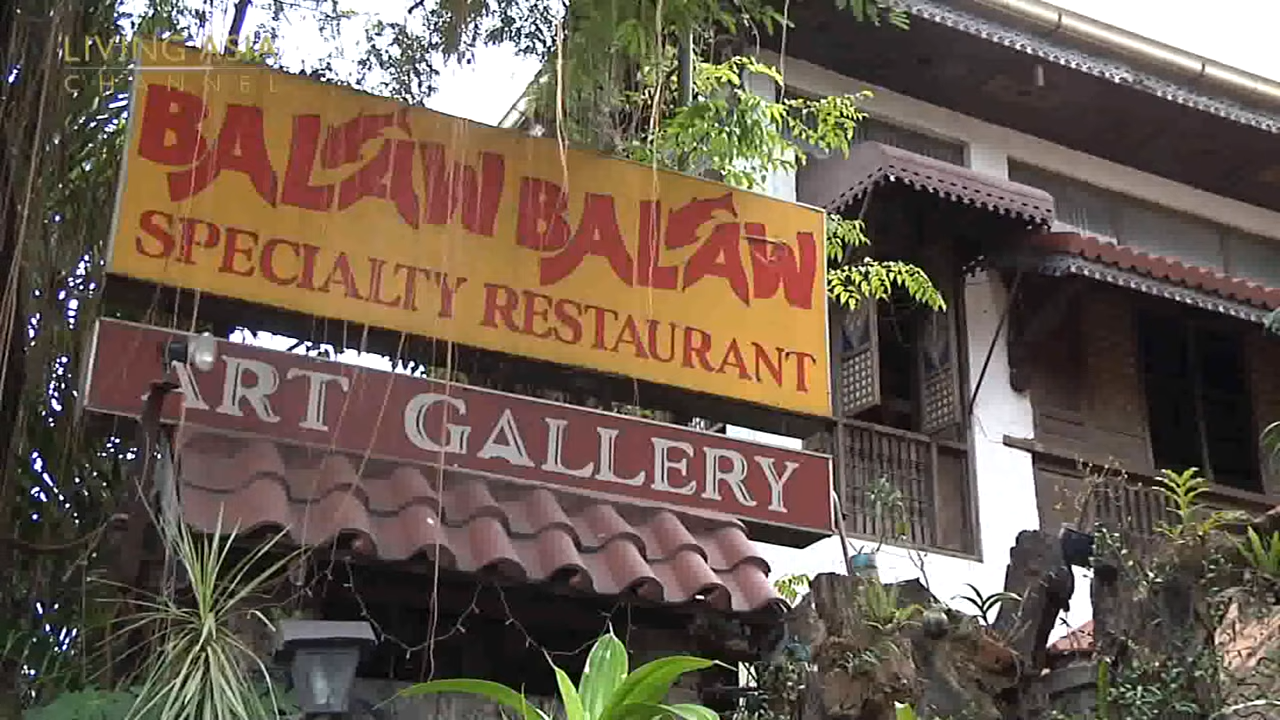 LIVING ASIA
CHANNEL
BALAW BALAW
SPECIALTY RESTAURANT
ART GALLERY